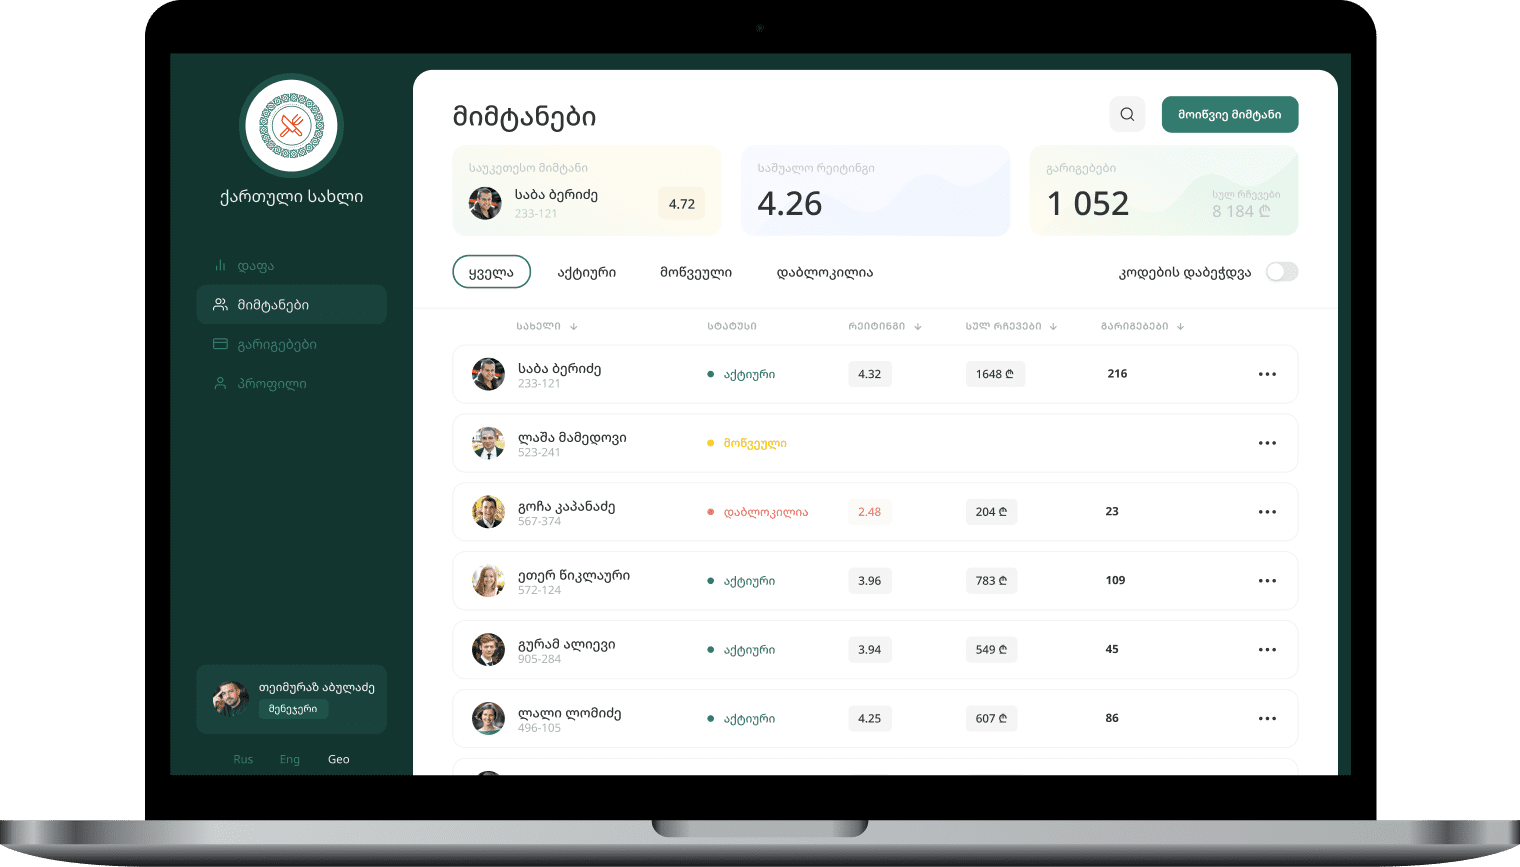 ქართული სახლი
დაფა
მიმტანები
გარიგებები
პროფილი
თეიმურაზ აბულაძე
მენეჯერი
Rus Eng Geo
მიმტანები
მოიწვიე მიმტანი
საუკეთესო მიმტანი
საბა ბერიძე
233-121
4.72
საშუალო რეიტინგი
4.26
გარიგებები
1 052
სულ რჩევები
8 184 ₾
ყველა აქტიური მოწვეული დაბლოკილია
კოდების დაბეჭდვა
სახელი სტატუსი რეიტინგი სულ რჩევები გარიგებები
საბა ბერიძე
233-121
აქტიური 4.32 1648 ₾ 216
ლაშა მამედოვი
523-241
მოწვეული
გოჩა კაპანაძე
567-374
დაბლოკილია 2.48 204 ₾ 23
ეთერ წიკლაური
572-124
აქტიური 3.96 783 ₾ 109
გურამ ალიევი
905-284
აქტიური 3.94 549 ₾ 45
ლალი ლომიძე
496-105
აქტიური 4.25 607 ₾ 86